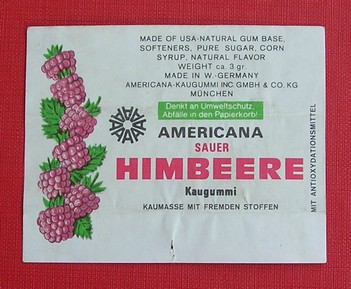 MADE OF USA-NATURAL GUM BASE,
SOFTENERS, PURE SUGAR, CORN
SYRUP, NATURAL FLAVOR
WEIGHT ca. 3 gr.
MADE IN W.-GERMANY
AMERICANA-KAUGUMMI INC GMBH & CO. KG
MÜNCHEN
Denkt an Umweltschutz,
Abfälle in den Papierkorb!
AMERICANA
SAUER
HIMBEERE
Kaugummi
KAUMASSE MIT FREMDEN STOFFEN
MIT ANTIOXYDATIONSMITTEL